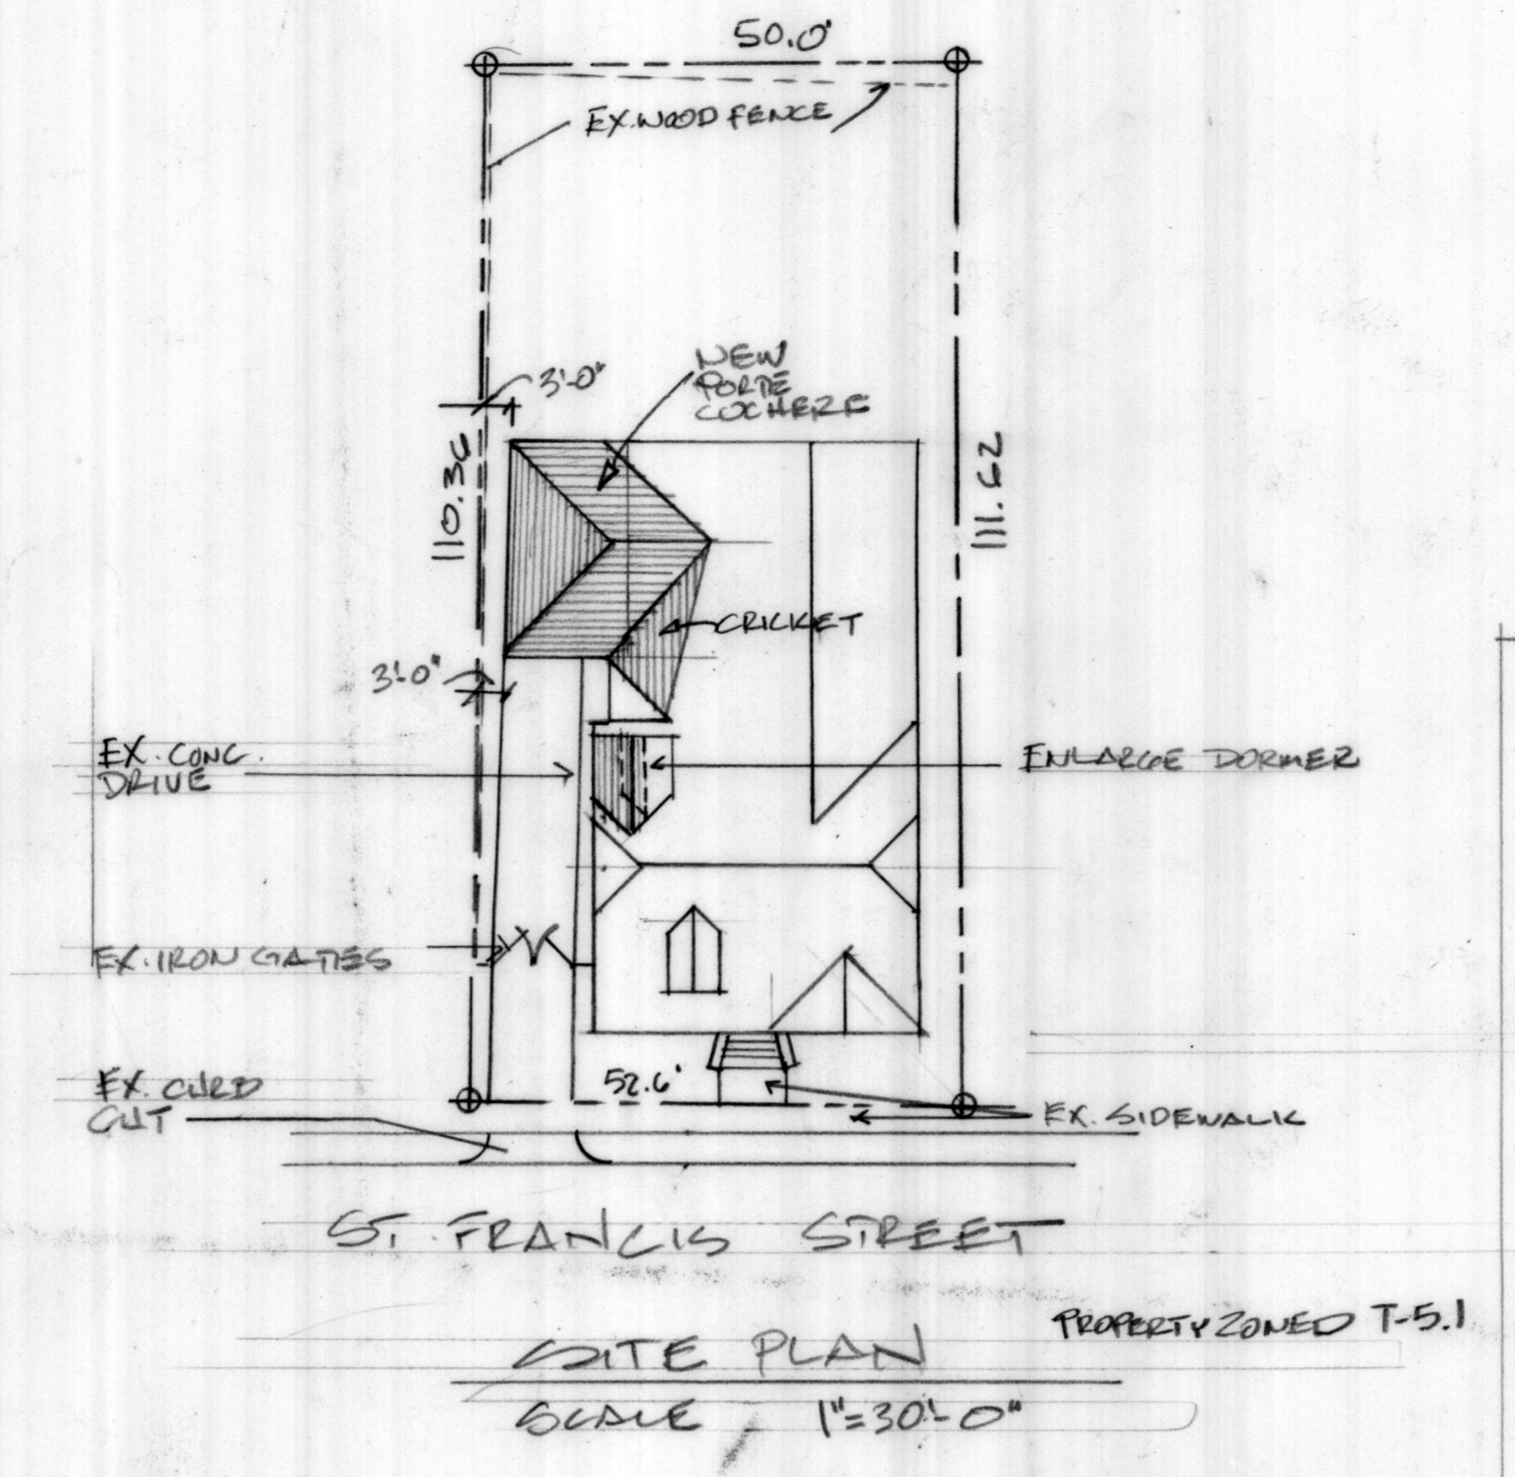 50.0'
EX. WOOD FENCE
3'-0"
NEW
PORTE
COCHERE
110.36
111.62
CRICKET
3'-0"
EX. CONC.
DRIVE
ENLARGE DORMER
EX. IRON GATES
EX. CURB
CUT
52.6'
EX. SIDEWALK
ST. FRANCIS STREET
PROPERTY ZONED T-5.1
SITE PLAN
SCALE 1"=30'-0"